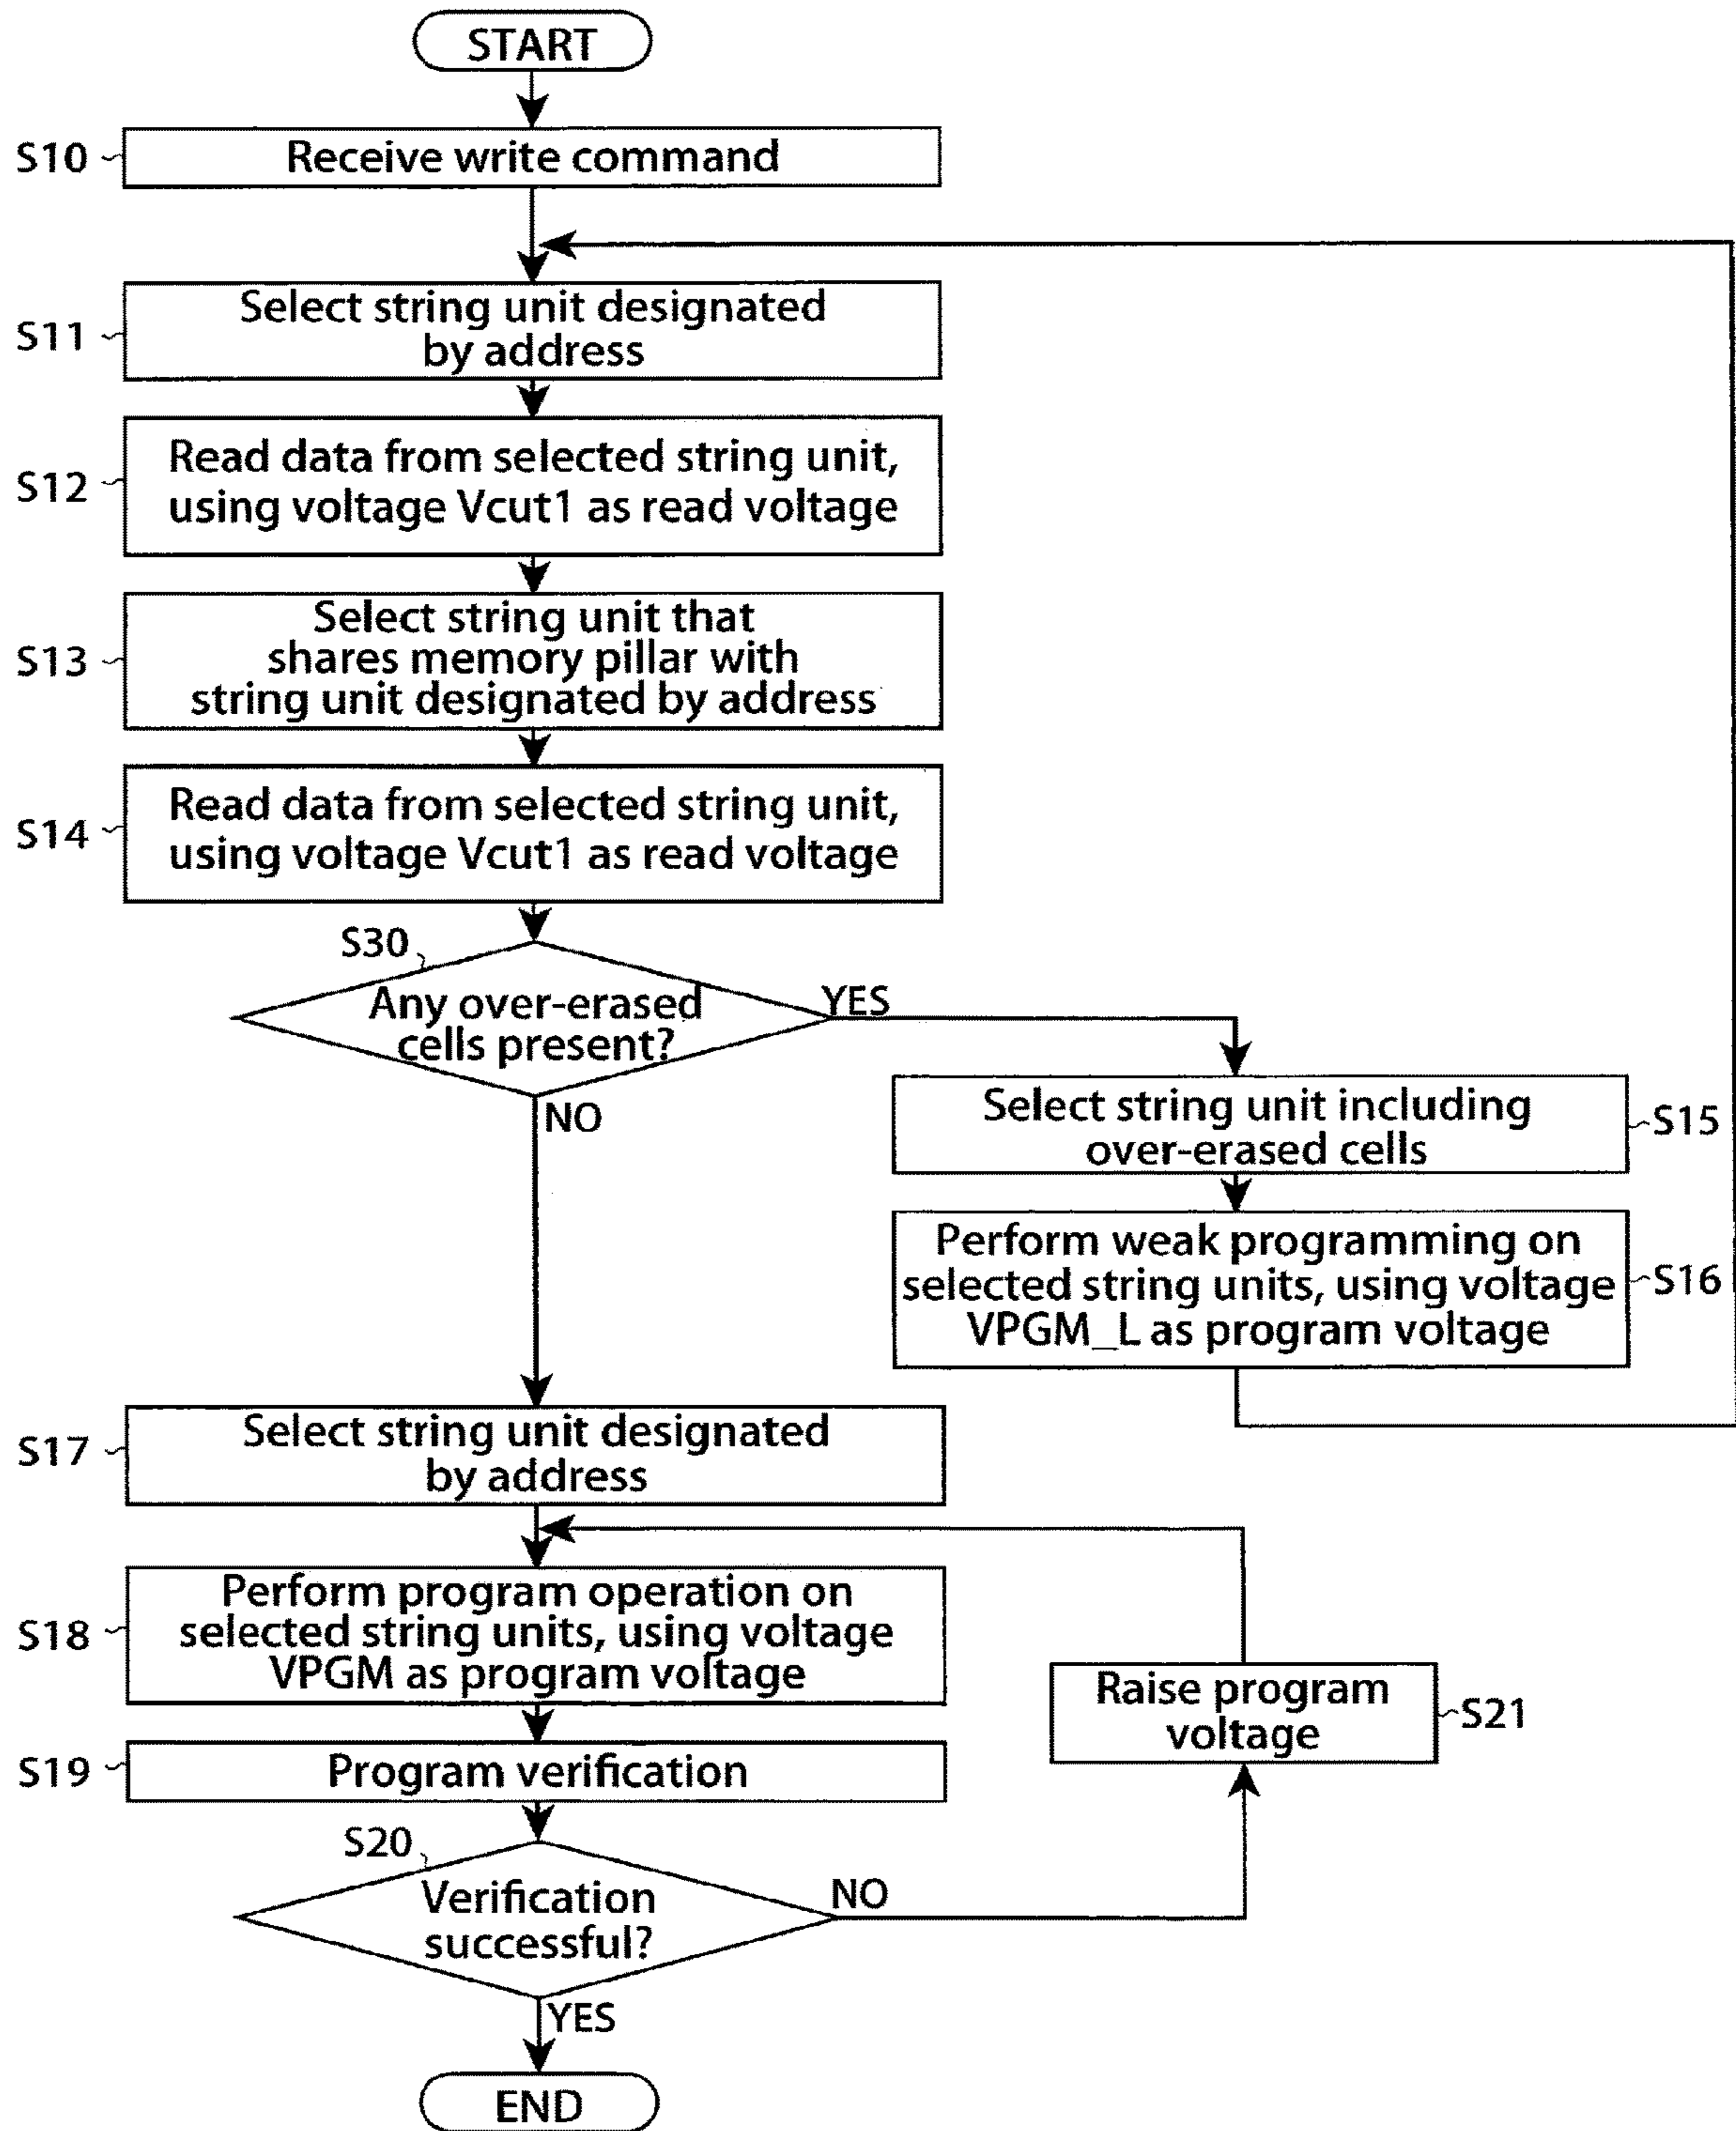 START
S10
Receive write command
S11
Select string unit designated
by address
S12
Read data from selected string unit,
using voltage Vcut1 as read voltage
S13
Select string unit that
shares memory pillar with
string unit designated by address
S14
Read data from selected string unit,
using voltage Vcut1 as read voltage
S30
Any over-erased
cells present?
YES
NO
Select string unit including
over-erased cells
S15
Perform weak programming on
selected string units, using voltage
VPGM_L as program voltage
S16
S17
Select string unit designated
by address
S18
Perform program operation on
selected string units, using voltage
VPGM as program voltage
Raise program
voltage
S21
S19
Program verification
S20
Verification
successful?
NO
YES
END